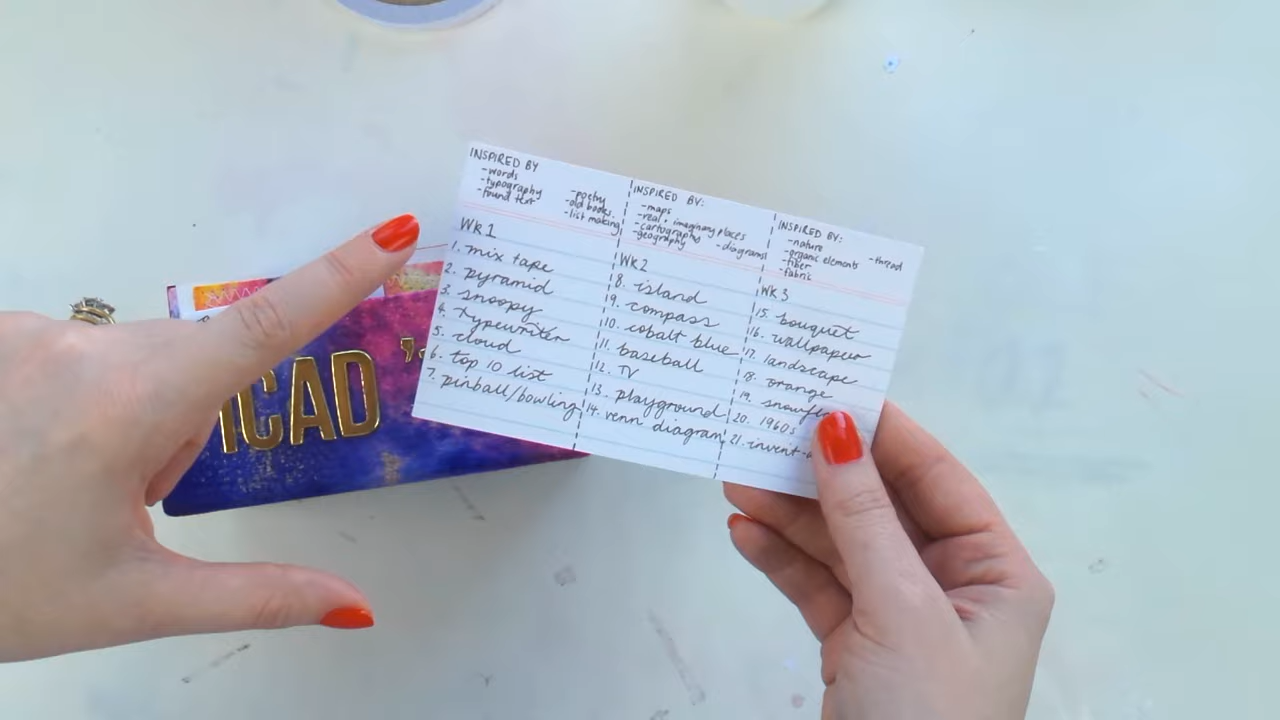 INSPIRED BY
-words
-typography
-found text
-poetry
-old books
-list making
Wk 1
1. mix tape
2. pyramid
3. snoopy
4. typewriter
5. cloud
6. top 10 list
7. pinball/bowling
INSPIRED BY:
-maps
-real + imaginary places
-cartography
-geography
-diagrams
Wk2
8. island
9. compass
10. cobalt blue
11. baseball
12. TV
13. playground
14. venn diagram
INSPIRED BY:
-nature
-organic elements
-fiber
-fabric
-thread
Wk 3
15. bouquet
16. wallpaper
17. landscape
18. orange
19.
20. 1960s
21. invent-
ICAD '